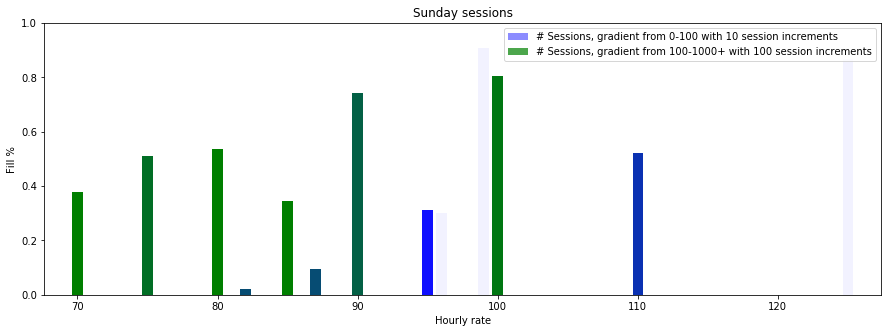 Sunday sessions
# Sessions, gradient from 0-100 with 10 session increments
# Sessions, gradient from 100-1000+ with 100 session increments
Fill %
1.0
0.8
0.6
0.4
0.2
0.0
70 80 90 100 110 120
Hourly rate